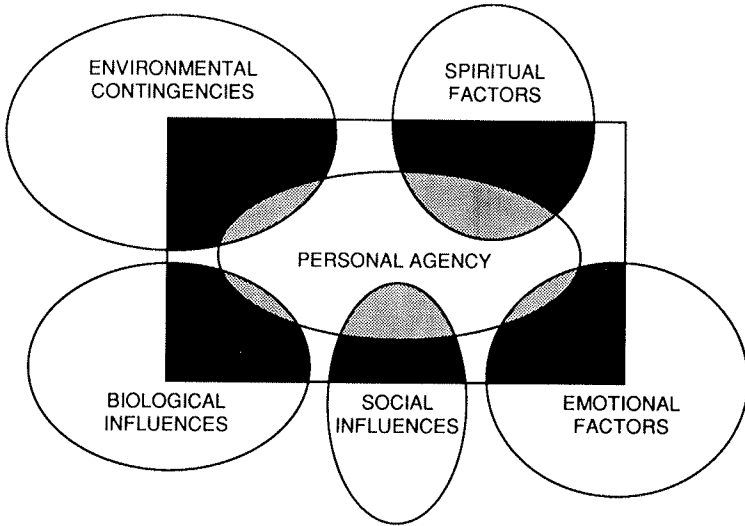 ENVIRONMENTAL
CONTINGENCIES
SPIRITUAL
FACTORS
PERSONAL AGENCY
BIOLOGICAL
INFLUENCES
SOCIAL
INFLUENCES
EMOTIONAL
FACTORS